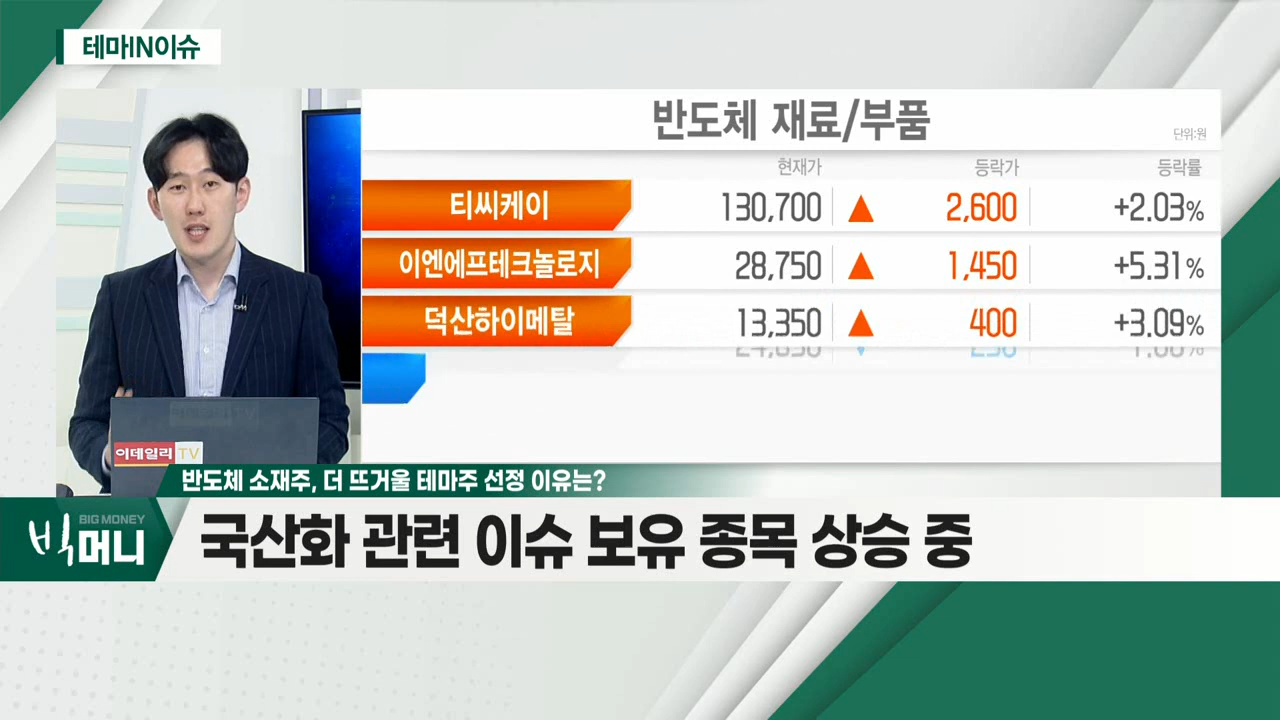 테마IN이슈
반도체 재료/부품
단위:원
현재가 등락가 등락률
티씨케이 130,700 ▲ 2,600 +2.03%
이엔에프테크놀로지 28,750 ▲ 1,450 +5.31%
덕산하이메탈 13,350 ▲ 400 +3.09%
이데일리 TV
반도체 소재주, 더 뜨거울 테마주 선정 이유는?
BIG MONEY
빅머니
국산화 관련 이슈 보유 종목 상승 중